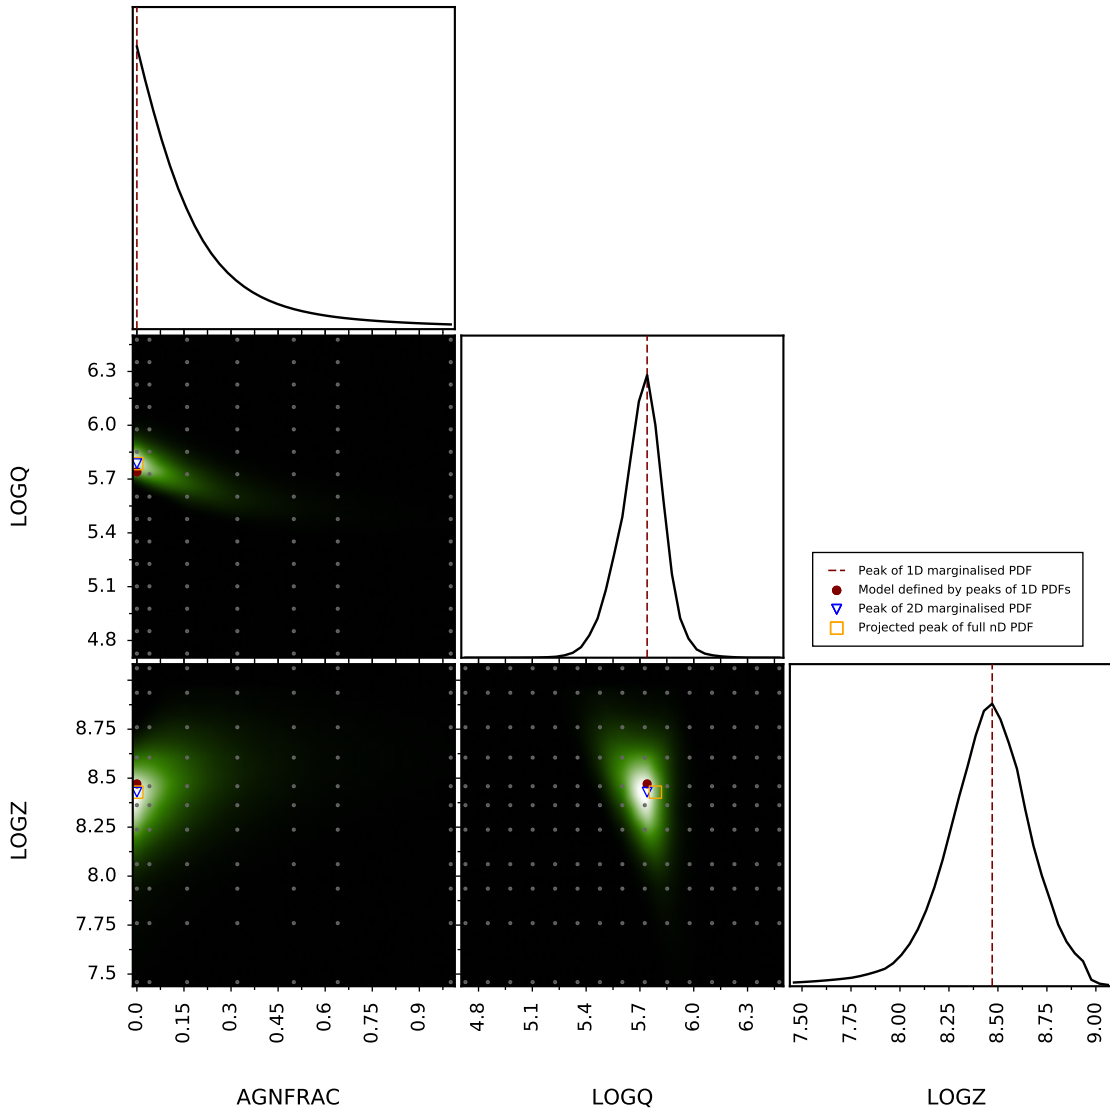 6.3
6.0
5.7
5.4
5.1
4.8
LOGQ
Peak of 1D marginalised PDF
Model defined by peaks of 1D PDFs
Peak of 2D marginalised PDF
Projected peak of full nD PDF
8.75
8.5
8.25
8.0
7.75
7.5
LOGZ
0.0 0.15 0.3 0.45 0.6 0.75 0.9
4.8 5.1 5.4 5.7 6.0 6.3
7.50 7.75 8.00 8.25 8.50 8.75 9.00
AGNFRAC LOGQ LOGZ